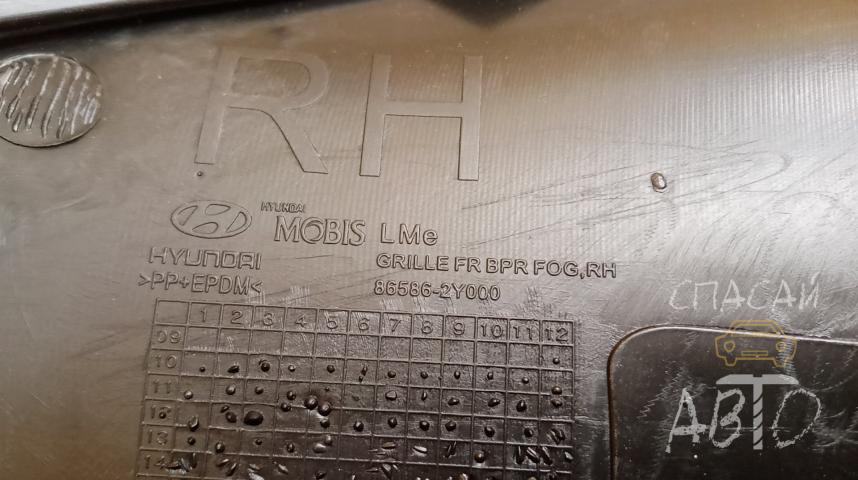 RH
HYUNDAI
MOBIS LMe
HYUNDAI
GRILLE FR BPR FOG,RH
>PP+EPDM<
86586-2Y000
1 2 3 4 5 6 7 8 9 10 11 12
09
10
11
12
13
14
СПАСАЙ
АВТО